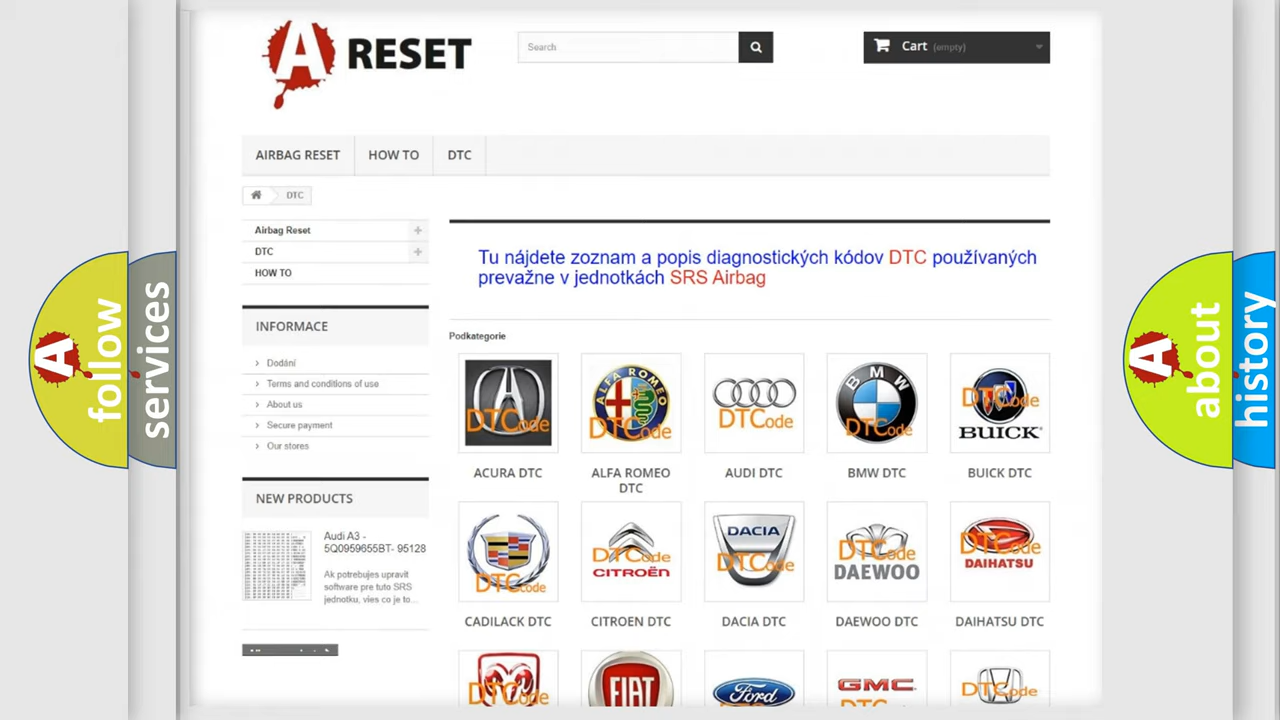 A RESET
Search
Cart (empty)
AIRBAG RESET
HOW TO
DTC
DTC
Airbag Reset
DTC
HOW TO
INFORMACE
Dodání
Terms and conditions of use
About us
Secure payment
Our stores
NEW PRODUCTS
Audi A3 -
5Q0959655BT- 95128
Ak potrebujes upravit
software pre tuto SRS
jednotku, vies co je to...
Tu nájdete zoznam a popis diagnostických kódov DTC používaných
prevažne v jednotkách SRS Airbag
Podkategorie
DTCode
ALFA ROMEO
DTCode
DTCode
BMW
DTCode
DTCode
BUICK
ACURA DTC
ALFA ROMEO
DTC
AUDI DTC
BMW DTC
BUICK DTC
DTCode
DTCode
CITROËN
DACIA
DTCode
DTCode
DAEWOO
DTCode
DAIHATSU
CADILACK DTC
CITROEN DTC
DACIA DTC
DAEWOO DTC
DAIHATSU DTC
DTCode
FIAT
Ford
GMC
DTCode
A follow
services
A about
history